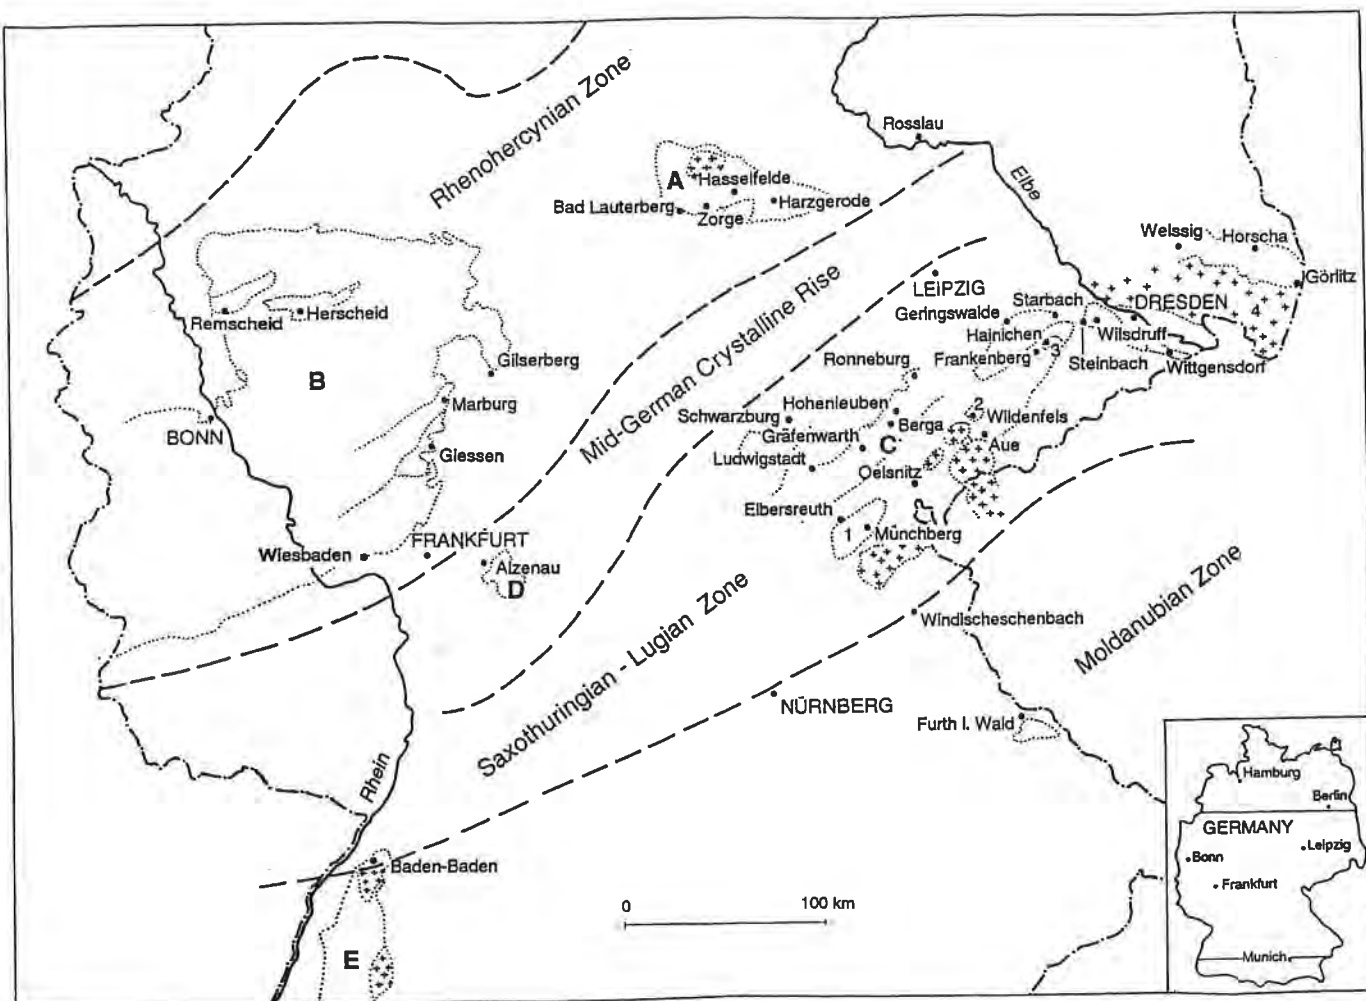 Rhenohercynian Zone
Rosslau
Elbe
A
Hasselfelde
Bad Lauterberg
Zorge
Harzgerode
Welssig
Horscha
Görlitz
Mid-German Crystalline Rise
LEiPZIG
Geringswalde
Starbach
DRESDEN
4
Remscheid
Herscheid
Hainichen
Wilsdruff
Frankenberg
3
Steinbach
Wittgensdorf
Gilserberg
Ronneburg
B
Marburg
Schwarzburg
Hohenleuben
2
Wildenfels
BONN
Gräfenwarth
Berga
C
Aue
Giessen
Ludwigstadt
Oelsnitz
Elbersreuth
1
Münchberg
Wiesbaden
FRANKFURT
Alzenau
D
Saxothuringian - Lugian Zone
Windischeschenbach
Moldanubian Zone
NÜRNBERG
Furth I. Wald
Rhein
Baden-Baden
E
0
100 km
Hamburg
Berlin
GERMANY
Leipzig
Bonn
Frankfurt
Munich